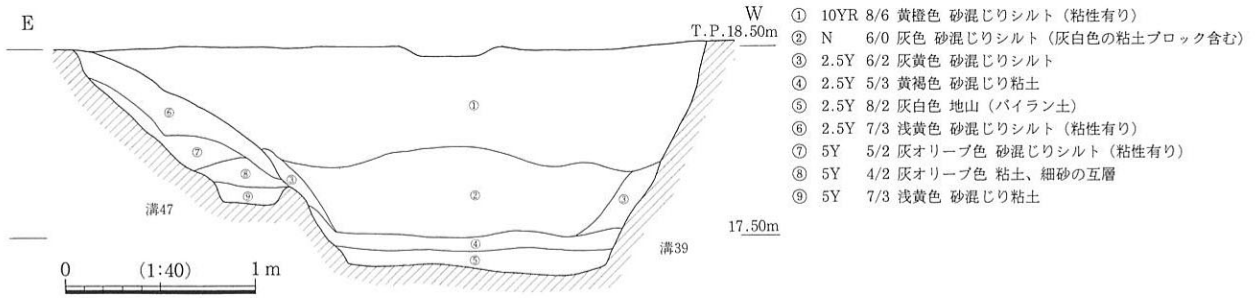 E
W
T.P.18.50m
① 10YR 8/6 黄橙色 砂混じりシルト（粘性有り）
② N 6/0 灰色 砂混じりシルト（灰白色の粘土ブロック含む）
③ 2.5Y 6/2 灰黄色 砂混じりシルト
④ 2.5Y 5/3 黄褐色 砂混じり粘土
⑤ 2.5Y 8/2 灰白色 地山（バイラン土）
⑥ 2.5Y 7/3 浅黄色 砂混じりシルト（粘性有り）
⑦ 5Y 5/2 灰オリーブ色 砂混じりシルト（粘性有り）
⑧ 5Y 4/2 灰オリーブ色 粘土、細砂の互層
⑨ 5Y 7/3 浅黄色 砂混じり粘土
①
⑥
⑦
⑧
③
⑨
②
③
④
⑤
溝47
溝39
17.50m
0 (1:40) 1 m